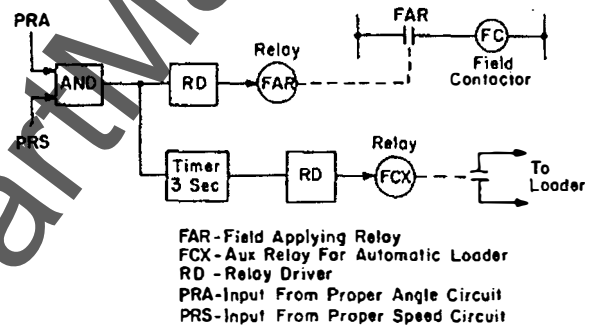 PRA
FAR
FC
Field
Contactor
Relay
AND
RD
FAR
PRS
Relay
Timer
3 Sec
RD
FCX
To
Loader
FAR-Field Applying Relay
FCX-Aux Relay For Automatic Loader
RD -Relay Driver
PRA-Input From Proper Angle Circuit
PRS-Input From Proper Speed Circuit